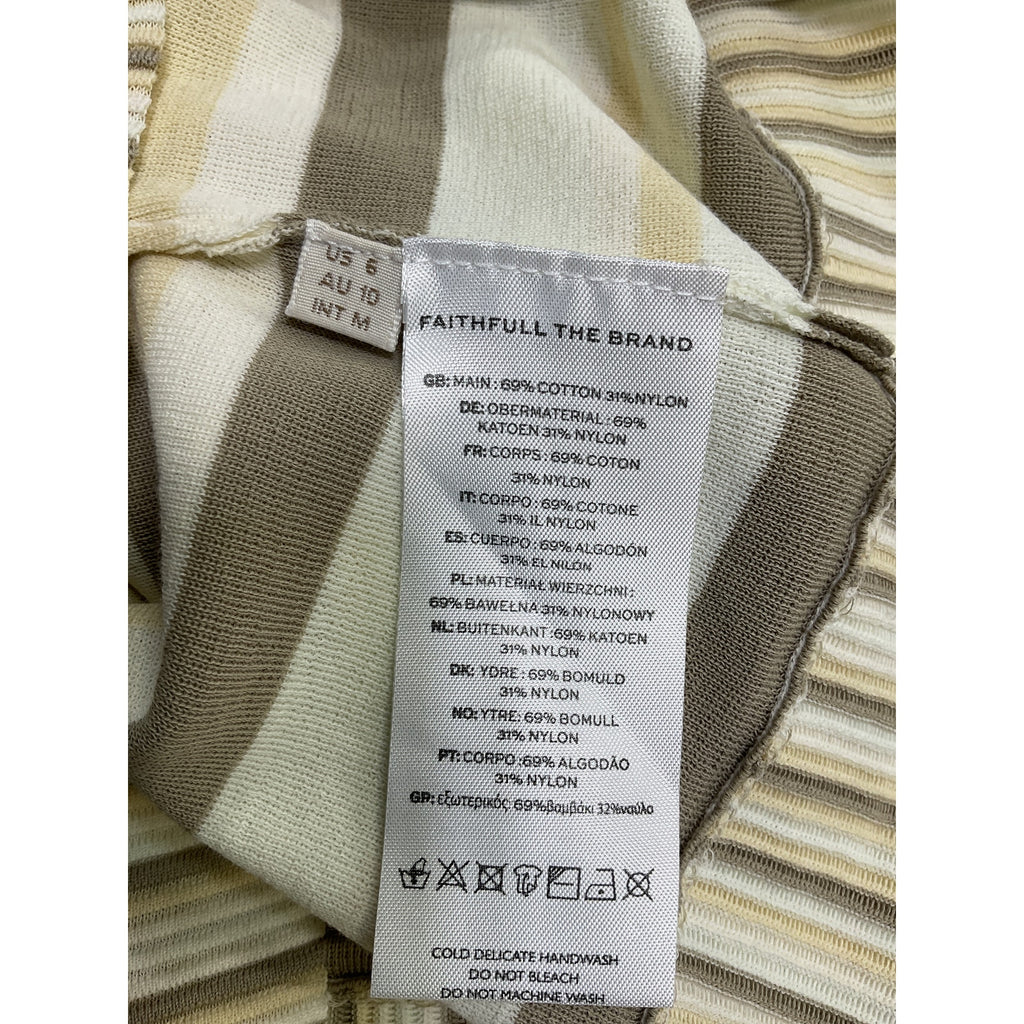 US 6
AU 10
INT M
FAITHFULL THE BRAND
GB: MAIN : 69% COTTON 31%NYLON
DE: OBERMATERIAL : 69%
KATOEN 31% NYLON
FR: CORPS : 69% COTON
31% NYLON
IT: CORPO : 69% COTONE
31% IL NYLON
ES: CUERPO : 69% ALGODÓN
31% EL NILÓN
PL: MATERIAŁ WIERZCHNI :
69% BAWEŁNA 31% NYLONOWY
NL: BUITENKANT :69% KATOEN
31% NYLON
DK: YDRE : 69% BOMULD
31% NYLON
NO: YTRE : 69% BOMULL
31% NYLON
PT: CORPO :69% ALGODÃO
31% NYLON
GP: εξωτερικός: 69%βαμβάκι 32%ναύλο
COLD DELICATE HANDWASH
DO NOT BLEACH
DO NOT MACHINE WASH